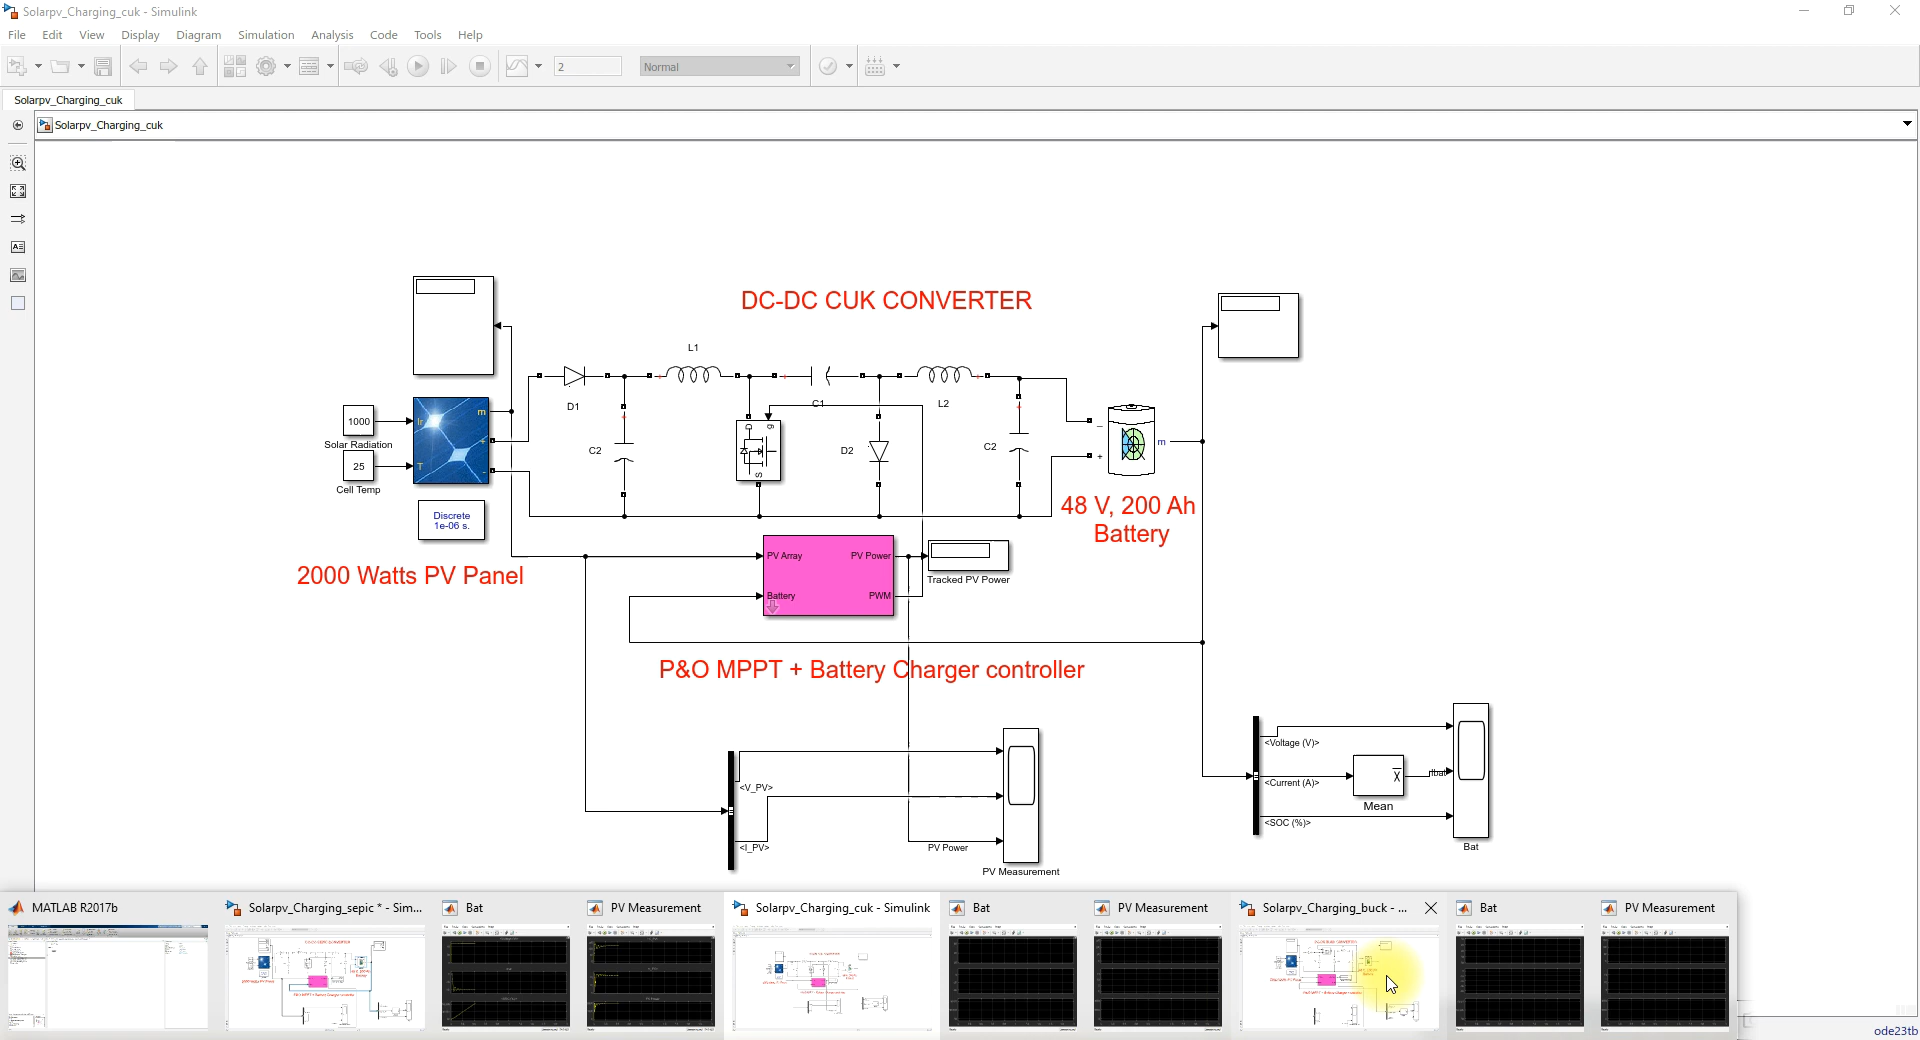 Solarpv_Charging_cuk - Simulink
File Edit View Display Diagram Simulation Analysis Code Tools Help
2 Normal
Solarpv_Charging_cuk
Solarpv_Charging_cuk
DC-DC CUK CONVERTER
L1
D1
C1
L2
1000
Ir
m
Solar Radiation
+
C2
D
g
S
D2
C2
25
T
-
Cell Temp
–
+
m
Discrete
1e-06 s.
48 V, 200 Ah
Battery
2000 Watts PV Panel
PV Array
PV Power
Battery
PWM
Tracked PV Power
P&O MPPT + Battery Charger controller
<V_PV>
<I_PV>
PV Power
PV Measurement
<Voltage (V)>
<Current (A)>
Ibat
Mean
<SOC (%)>
Bat
MATLAB R2017b
Solarpv_Charging_sepic * - Sim...
Bat
PV Measurement
Solarpv_Charging_cuk - Simulink
Bat
PV Measurement
Solarpv_Charging_buck - ...
Bat
PV Measurement
ode23tb